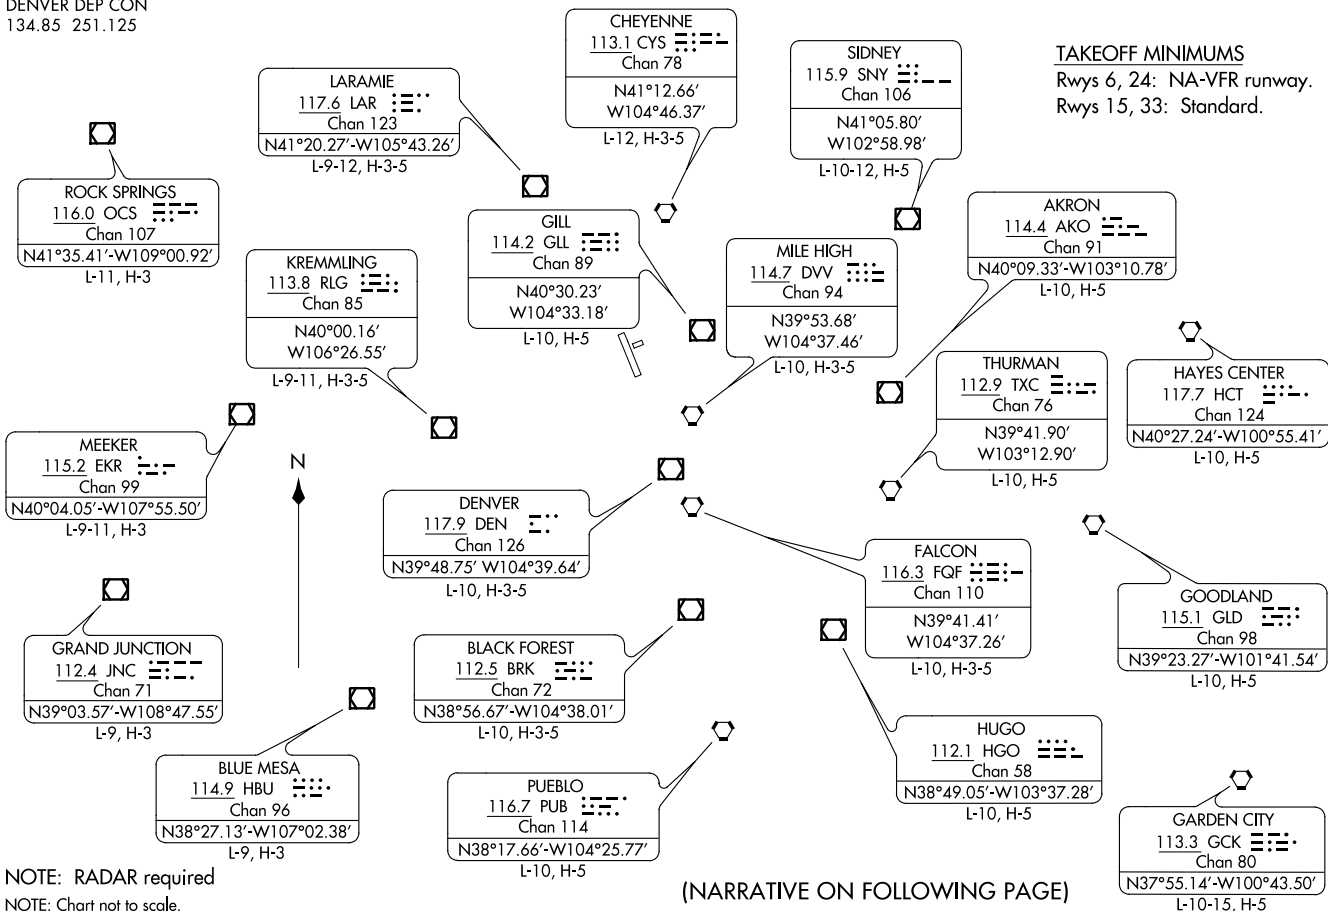 DENVER DEP CON
134.85 251.125
CHEYENNE
113.1 CYS
Chan 78
N41°12.66′
W104°46.37′
L-12, H-3-5
SIDNEY
115.9 SNY
Chan 106
N41°05.80′
W102°58.98′
L-10-12, H-5
TAKEOFF MINIMUMS
Rwys 6, 24: NA-VFR runway.
Rwys 15, 33: Standard.
LARAMIE
117.6 LAR
Chan 123
N41°20.27′-W105°43.26′
L-9-12, H-3-5
ROCK SPRINGS
116.0 OCS
Chan 107
N41°35.41′-W109°00.92′
L-11, H-3
GILL
114.2 GLL
Chan 89
N40°30.23′
W104°33.18′
L-10, H-5
AKRON
114.4 AKO
Chan 91
N40°09.33′-W103°10.78′
L-10, H-5
KREMMLING
113.8 RLG
Chan 85
N40°00.16′
W106°26.55′
L-9-11, H-3-5
MILE HIGH
114.7 DVV
Chan 94
N39°53.68′
W104°37.46′
L-10, H-3-5
THURMAN
112.9 TXC
Chan 76
N39°41.90′
W103°12.90′
L-10, H-5
HAYES CENTER
117.7 HCT
Chan 124
N40°27.24′-W100°55.41′
L-10, H-5
MEEKER
115.2 EKR
Chan 99
N40°04.05′-W107°55.50′
L-9-11, H-3
N
DENVER
117.9 DEN
Chan 126
N39°48.75′ W104°39.64′
L-10, H-3-5
FALCON
116.3 FQF
Chan 110
N39°41.41′
W104°37.26′
L-10, H-3-5
GOODLAND
115.1 GLD
Chan 98
N39°23.27′-W101°41.54′
L-10, H-5
GRAND JUNCTION
112.4 JNC
Chan 71
N39°03.57′-W108°47.55′
L-9, H-3
BLACK FOREST
112.5 BRK
Chan 72
N38°56.67′-W104°38.01′
L-10, H-3-5
HUGO
112.1 HGO
Chan 58
N38°49.05′-W103°37.28′
L-10, H-5
BLUE MESA
114.9 HBU
Chan 96
N38°27.13′-W107°02.38′
L-9, H-3
PUEBLO
116.7 PUB
Chan 114
N38°17.66′-W104°25.77′
L-10, H-5
GARDEN CITY
113.3 GCK
Chan 80
N37°55.14′-W100°43.50′
L-10-15, H-5
NOTE: RADAR required
NOTE: Chart not to scale.
(NARRATIVE ON FOLLOWING PAGE)